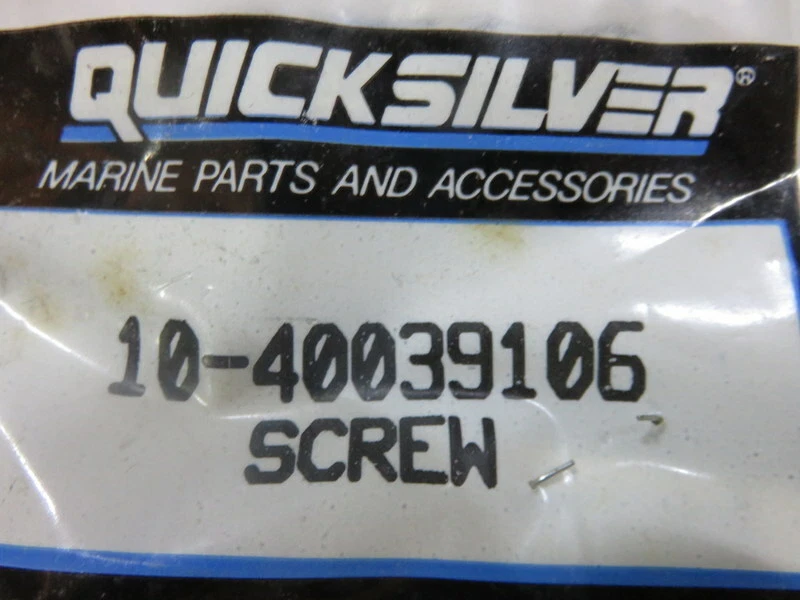 QUICKSILVER®
MARINE PARTS AND ACCESSORIES
10-40039106
SCREW